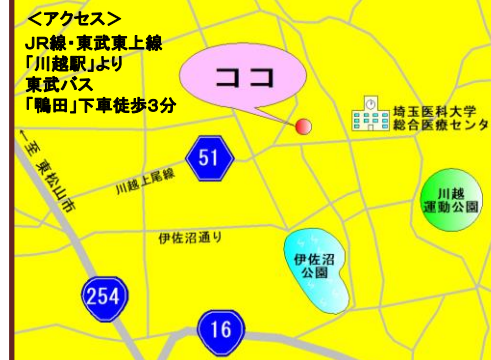 ＜アクセス＞
JR線・東武東上線
「川越駅」より
東武バス
「鴨田」下車徒歩3分
ココ
埼玉医科大学
総合医療センタ
←至 東松山市
51
川越上尾線
川越
運動公園
伊佐沼通り
伊佐沼
公園
254
16